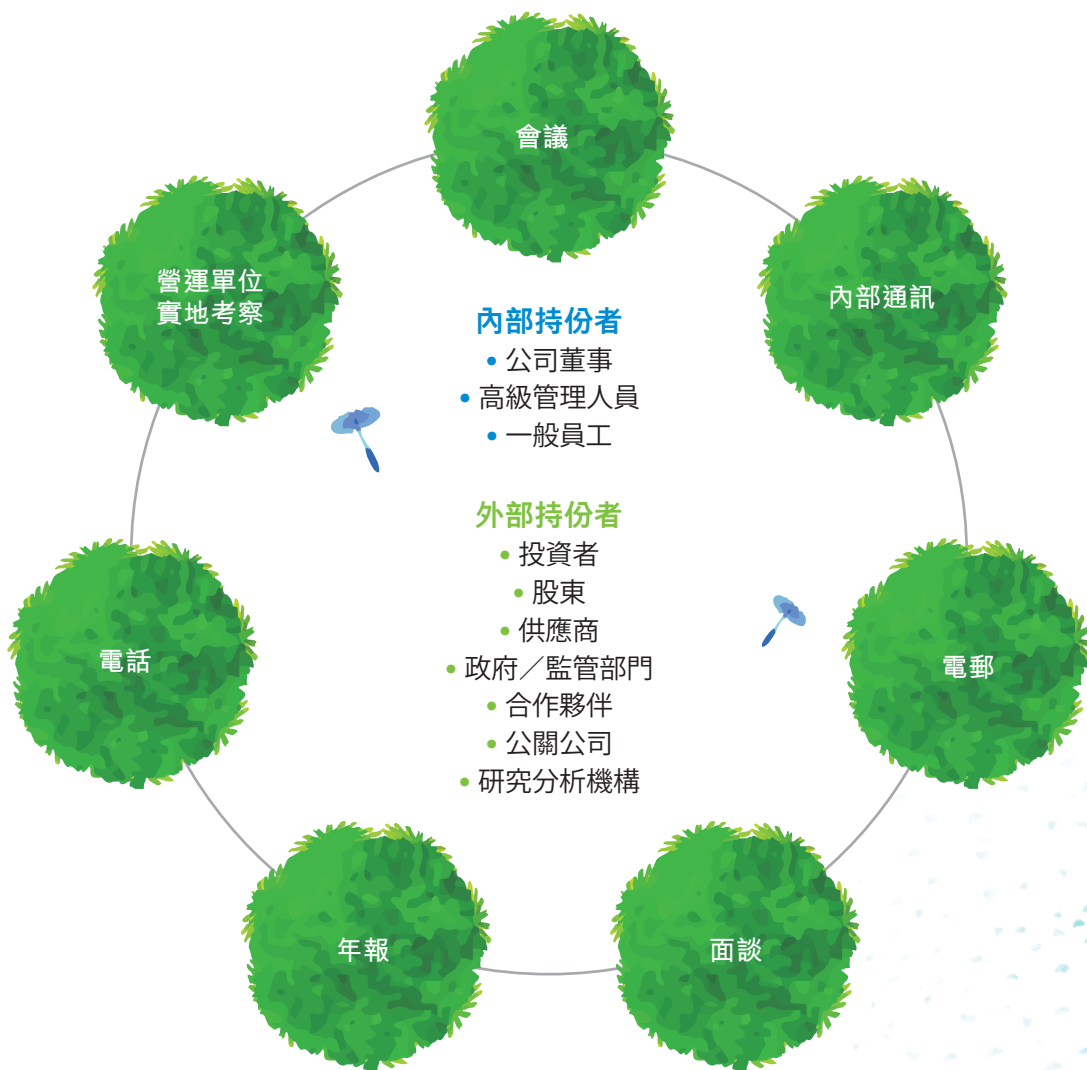 會議
內部通訊
電郵
面談
年報
電話
營運單位
實地考察
內部持份者
• 公司董事
• 高級管理人員
• 一般員工
外部持份者
• 投資者
• 股東
• 供應商
• 政府／監管部門
• 合作夥伴
• 公關公司
• 研究分析機構